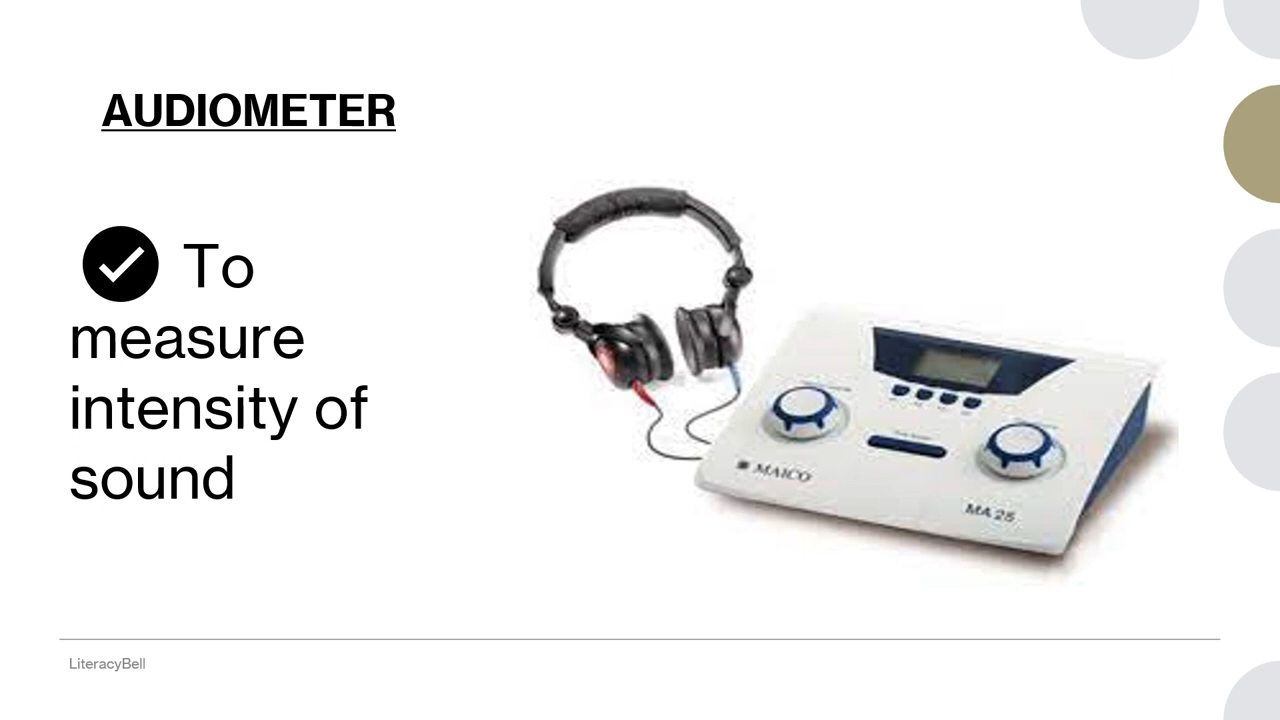 AUDIOMETER
To
measure
intensity of
sound
MAICO
MA 25
LiteracyBell